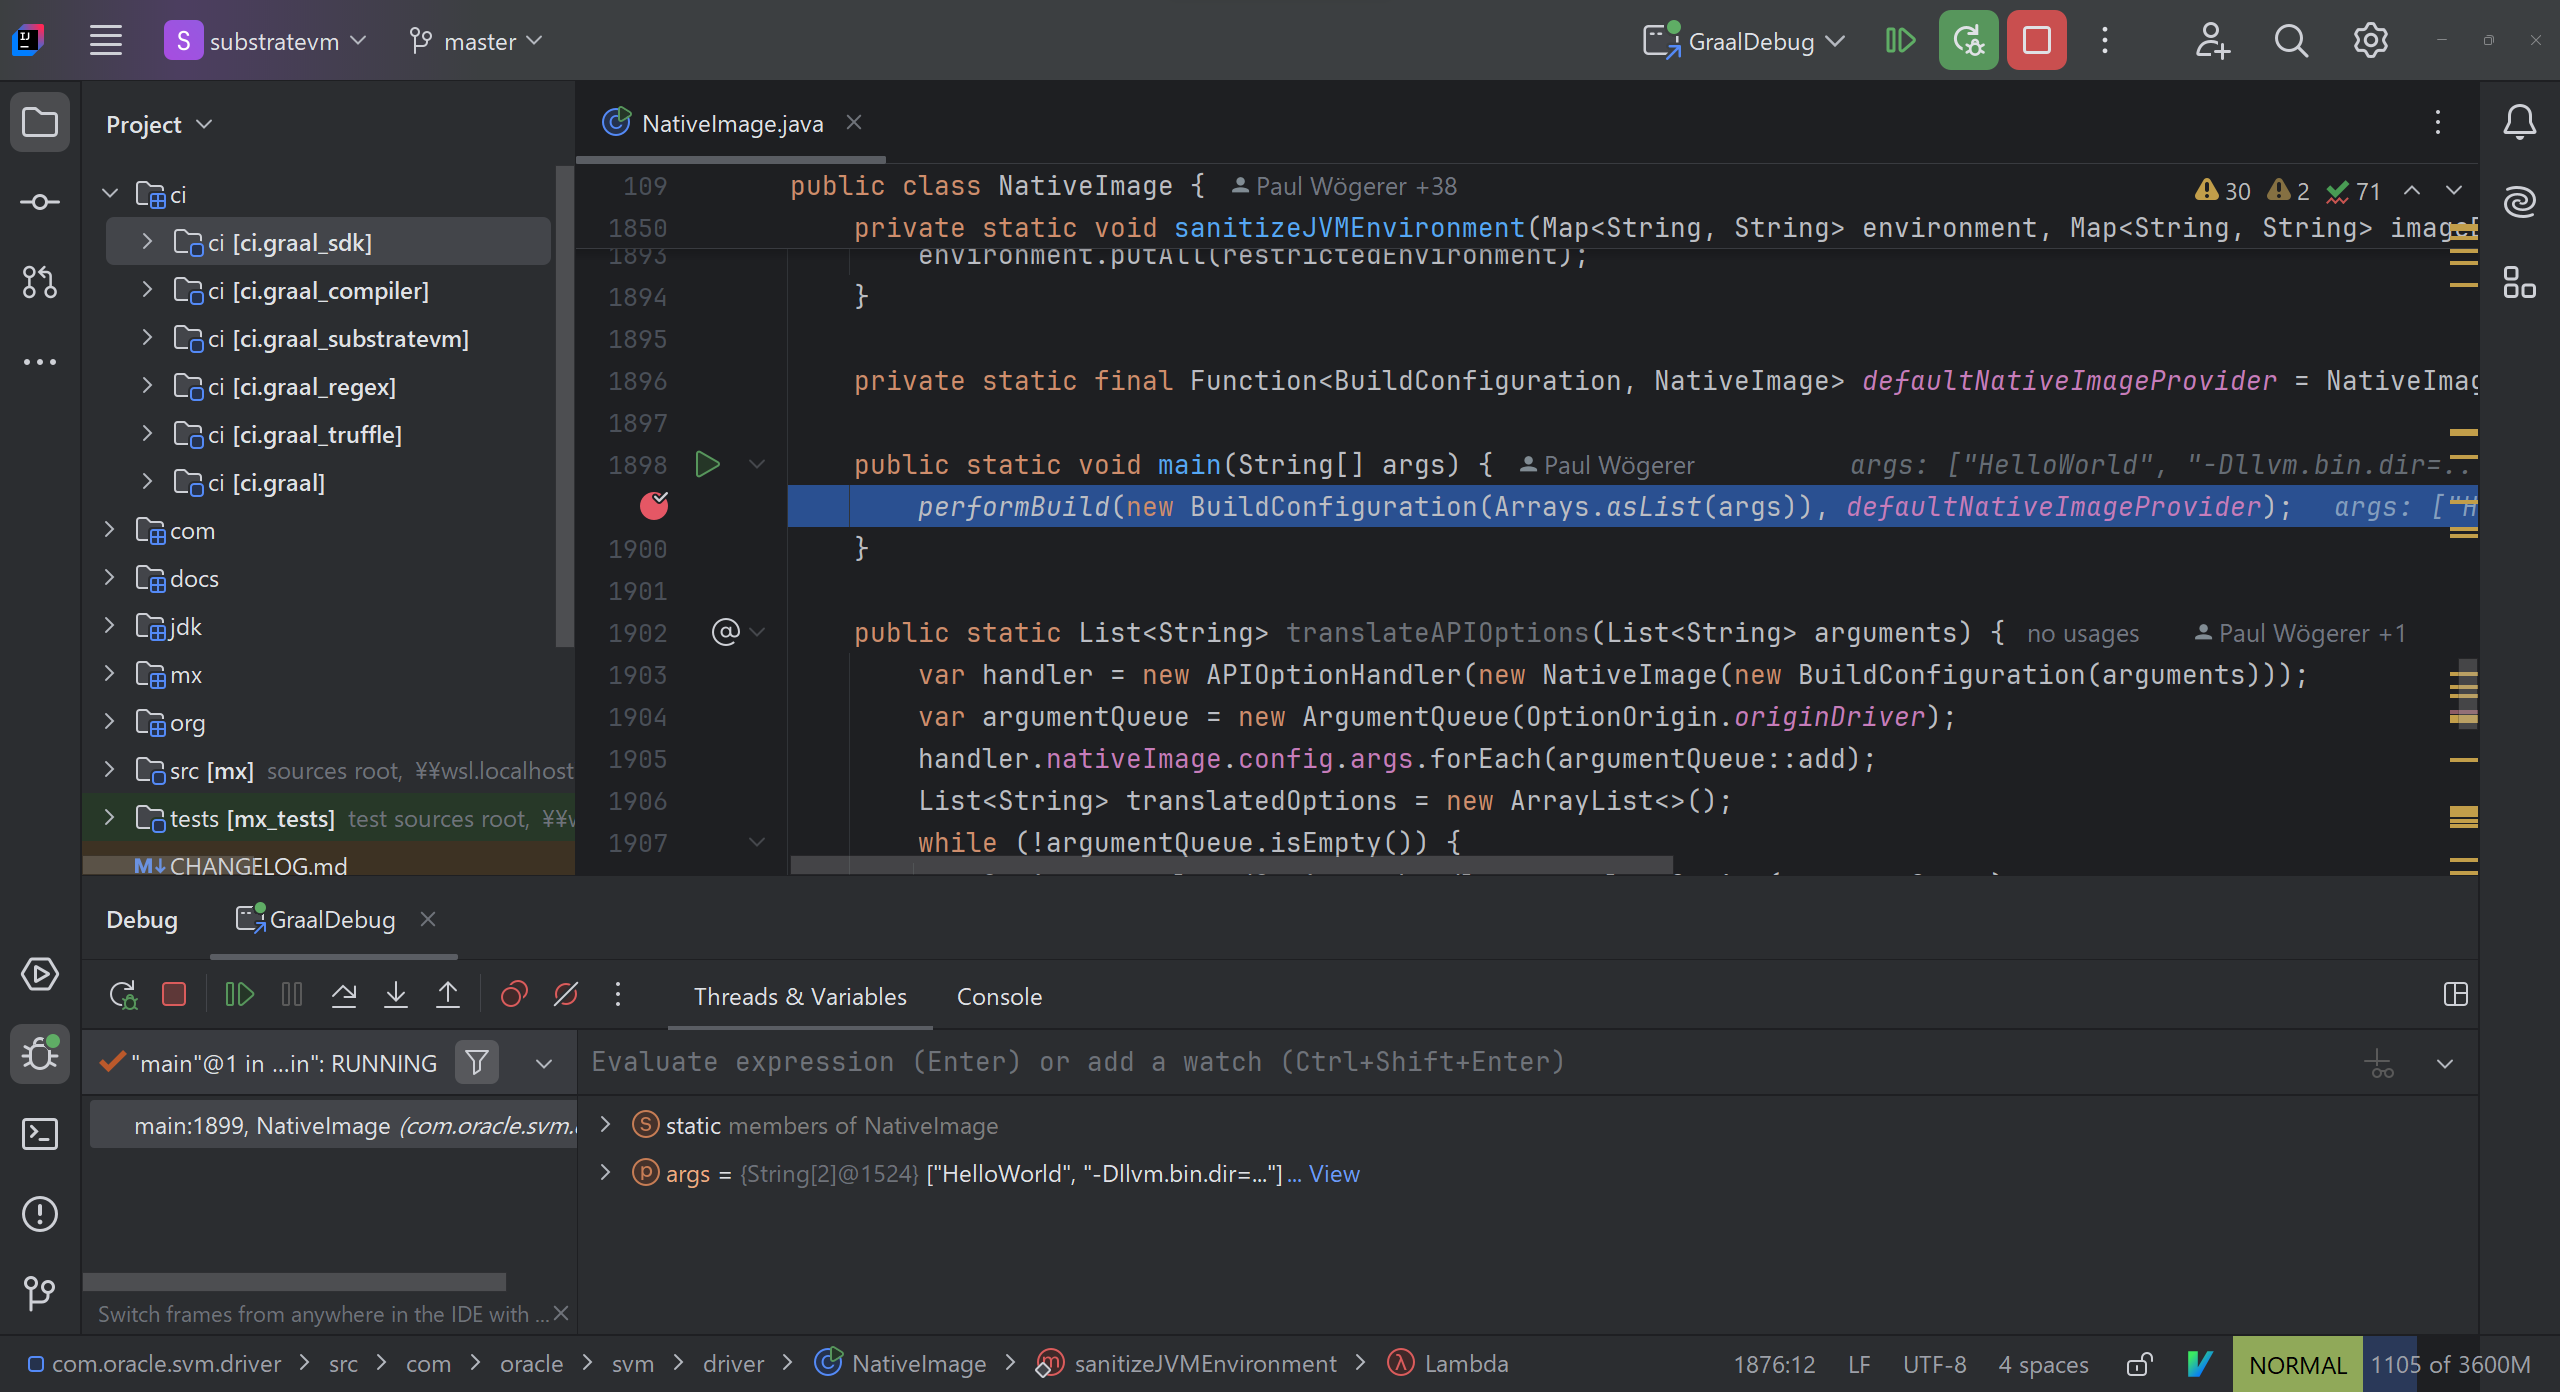 S substratevm master GraalDebug
Project
ci
ci [ci.graal_sdk]
ci [ci.graal_compiler]
ci [ci.graal_substratevm]
ci [ci.graal_regex]
ci [ci.graal_truffle]
ci [ci.graal]
com
docs
jdk
mx
org
src [mx] sources root, ¥¥wsl.localhost
tests [mx_tests] test sources root, ¥¥
M↓ CHANGELOG.md
NativeImage.java
109 public class NativeImage { Paul Wögerer +38
30 2 71
1850 private static void sanitizeJVMEnvironment(Map<String, String> environment, Map<String, String> image
1893 environment.putAll(restrictedEnvironment);
1894 }
1895
1896 private static final Function<BuildConfiguration, NativeImage> defaultNativeImageProvider = NativeImag
1897
1898 public static void main(String[] args) { Paul Wögerer args: ["HelloWorld", "-Dllvm.bin.dir=..
performBuild(new BuildConfiguration(Arrays.asList(args)), defaultNativeImageProvider); args: ["H
1900 }
1901
1902 public static List<String> translateAPIOptions(List<String> arguments) { no usages Paul Wögerer +1
1903 var handler = new APIOptionHandler(new NativeImage(new BuildConfiguration(arguments)));
1904 var argumentQueue = new ArgumentQueue(OptionOrigin.originDriver);
1905 handler.nativeImage.config.args.forEach(argumentQueue::add);
1906 List<String> translatedOptions = new ArrayList<>();
1907 while (!argumentQueue.isEmpty()) {
Debug GraalDebug
Threads & Variables Console
"main"@1 in ...in": RUNNING
Evaluate expression (Enter) or add a watch (Ctrl+Shift+Enter)
main:1899, NativeImage (com.oracle.svm.
static members of NativeImage
args = {String[2]@1524} ["HelloWorld", "-Dllvm.bin.dir=..."] ... View
Switch frames from anywhere in the IDE with ...
com.oracle.svm.driver > src > com > oracle > svm > driver > NativeImage > sanitizeJVMEnvironment > Lambda
1876:12 LF UTF-8 4 spaces NORMAL 1105 of 3600M